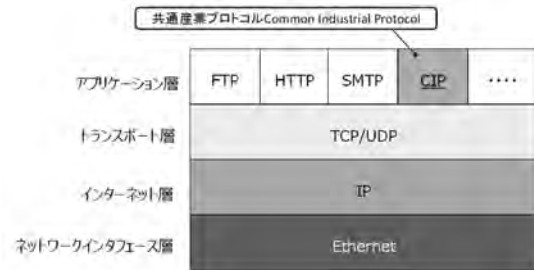 共通産業プロトコルCommon Industrial Protocol
アプリケーション層 FTP HTTP SMTP CIP ‥‥
トランスポート層 TCP/UDP
インターネット層 IP
ネットワークインタフェース層 Ethernet